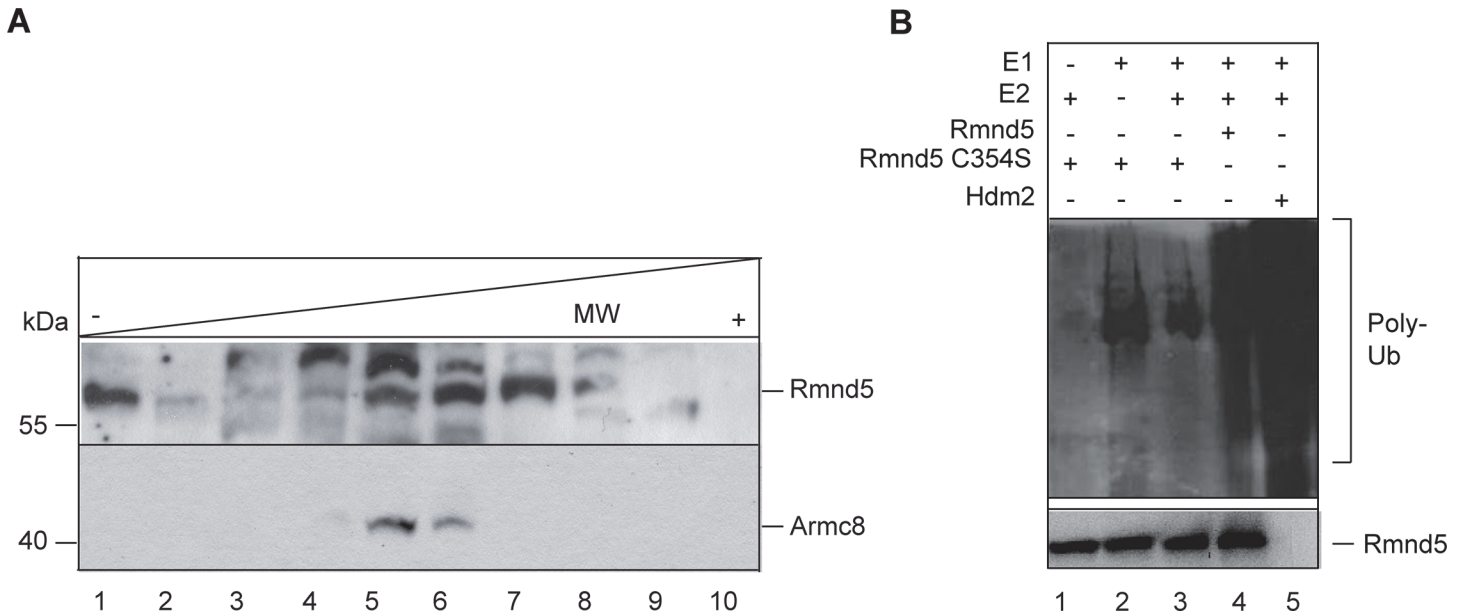 A
kDa - MW +
Rmnd5
55
Armc8
40
1 2 3 4 5 6 7 8 9 10
B
E1 - + + + +
E2 + - + + +
Rmnd5 - - - + -
Rmnd5 C354S + + + - -
Hdm2 - - - - +
Poly-
Ub
Rmnd5
1 2 3 4 5